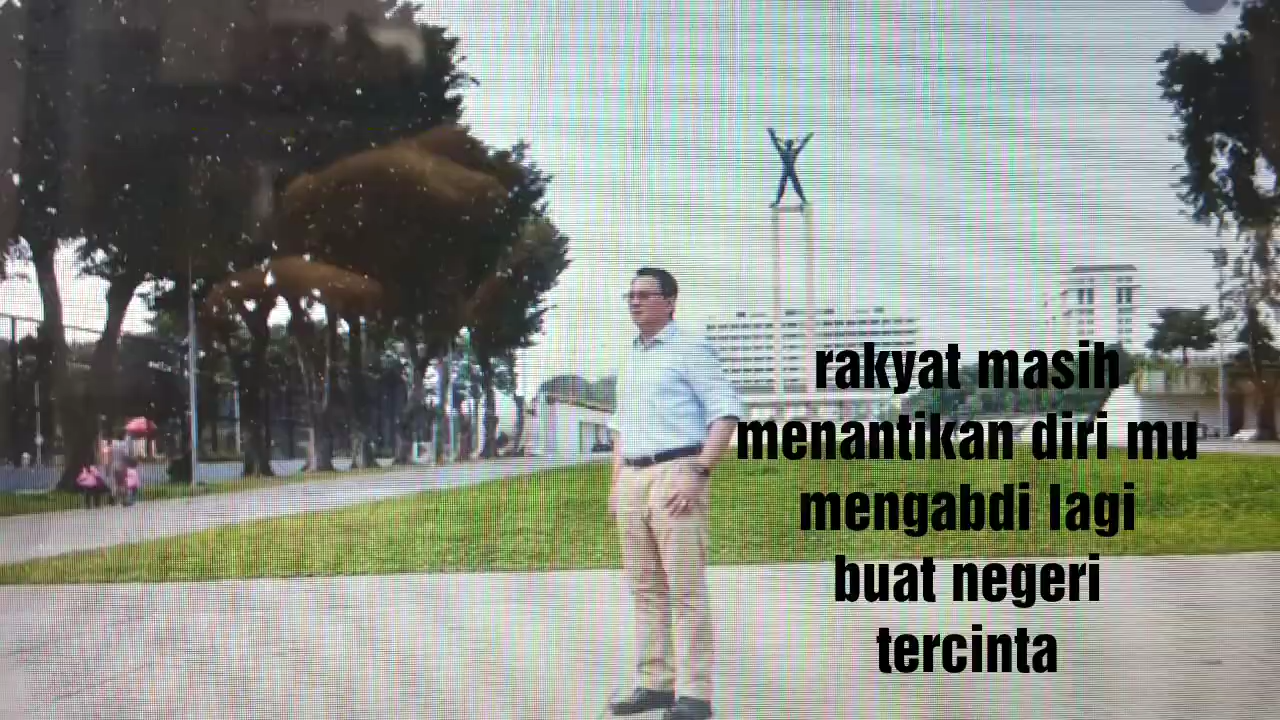 rakyat masih
menantikan diri mu
mengabdi lagi
buat negeri
tercinta